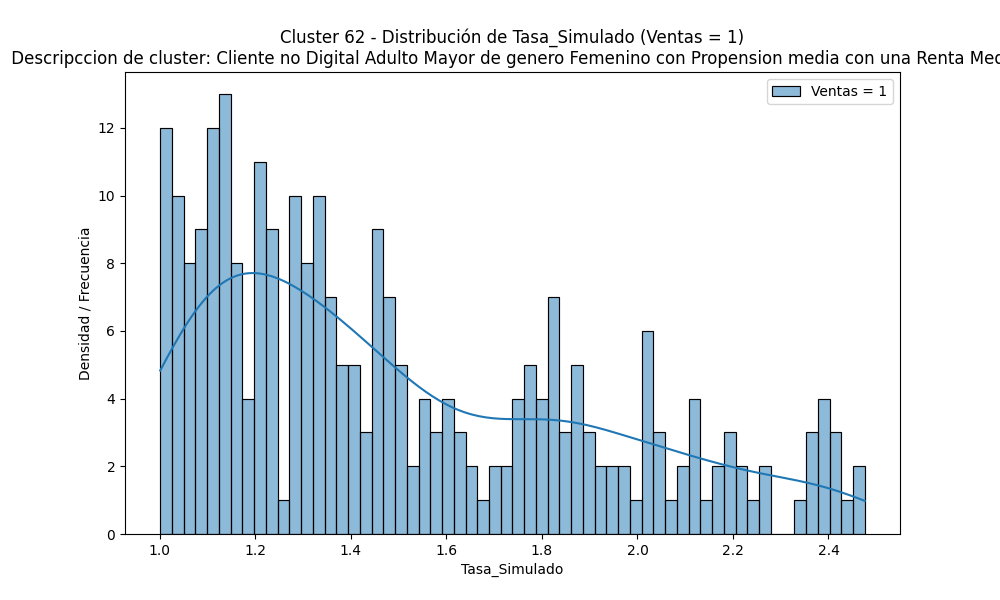 Cluster 62 - Distribución de Tasa_Simulado (Ventas = 1)
Descripccion de cluster: Cliente no Digital Adulto Mayor de genero Femenino con Propension media con una Renta Med
Ventas = 1
Densidad / Frecuencia
12
10
8
6
4
2
0
1.0 1.2 1.4 1.6 1.8 2.0 2.2 2.4
Tasa_Simulado